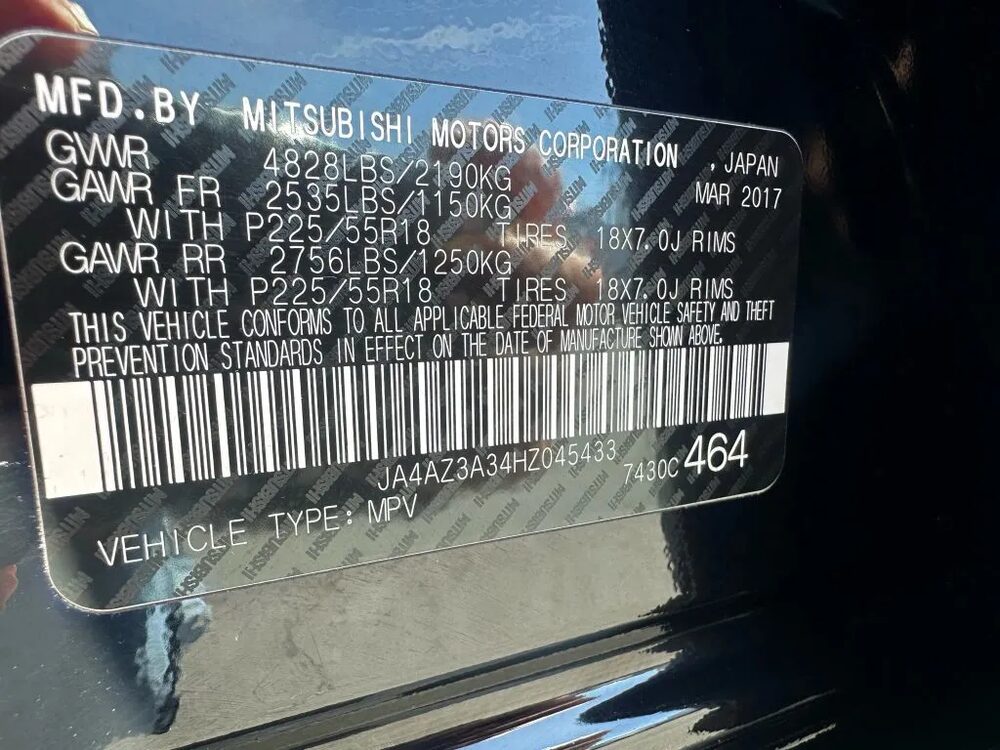 MFD.BY MITSUBISHI MOTORS CORPORATION , JAPAN
GWWR 4828LBS/2190KG MAR 2017
GAWR FR 2535LBS/1150KG
WITH P225/55R18 TIRES 18X7.0J RIMS
GAWR RR 2756LBS/1250KG
WITH P225/55R18 TIRES 18X7.0J RIMS
THIS VEHICLE CONFORMS TO ALL APPLICABLE FEDERAL MOTOR VEHICLE SAFETY AND THEFT
PREVENTION STANDARDS IN EFFECT ON THE DATE OF MANUFACTURE SHOWN ABOVE.
JA4AZ3A34HZ045433 7430C 464
VEHICLE TYPE: MPV